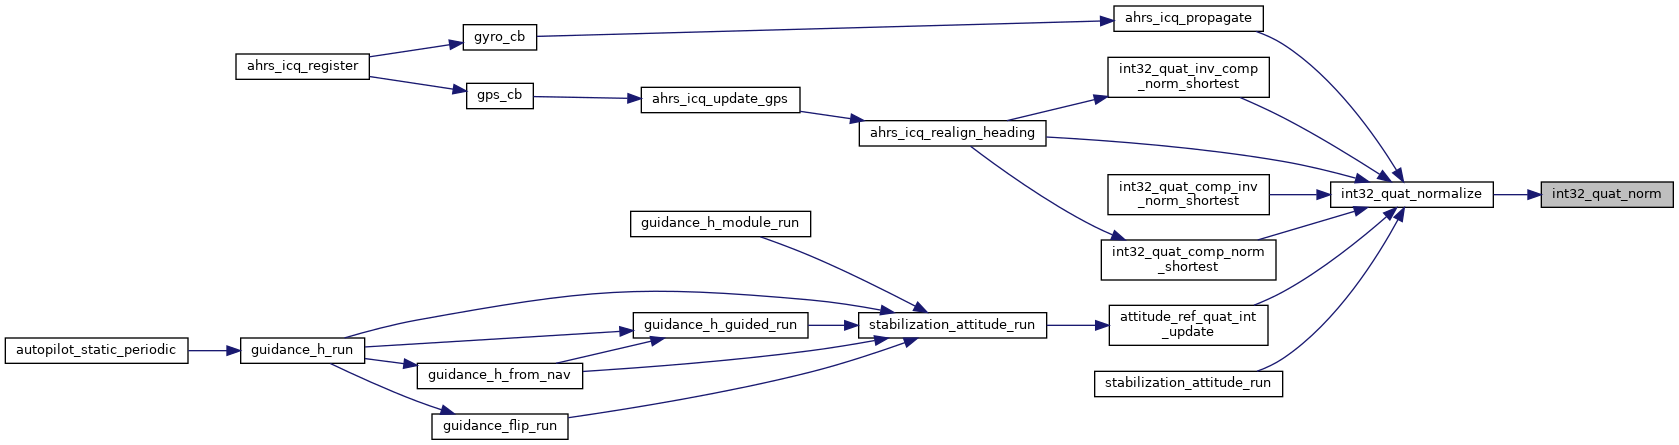 ahrs_icq_propagate
gyro_cb
ahrs_icq_register
int32_quat_inv_comp
_norm_shortest
gps_cb
ahrs_icq_update_gps
ahrs_icq_realign_heading
int32_quat_comp_inv
_norm_shortest
int32_quat_normalize
int32_quat_norm
guidance_h_module_run
int32_quat_comp_norm
_shortest
attitude_ref_quat_int
_update
guidance_h_guided_run
stabilization_attitude_run
autopilot_static_periodic
guidance_h_run
guidance_h_from_nav
stabilization_attitude_run
guidance_flip_run